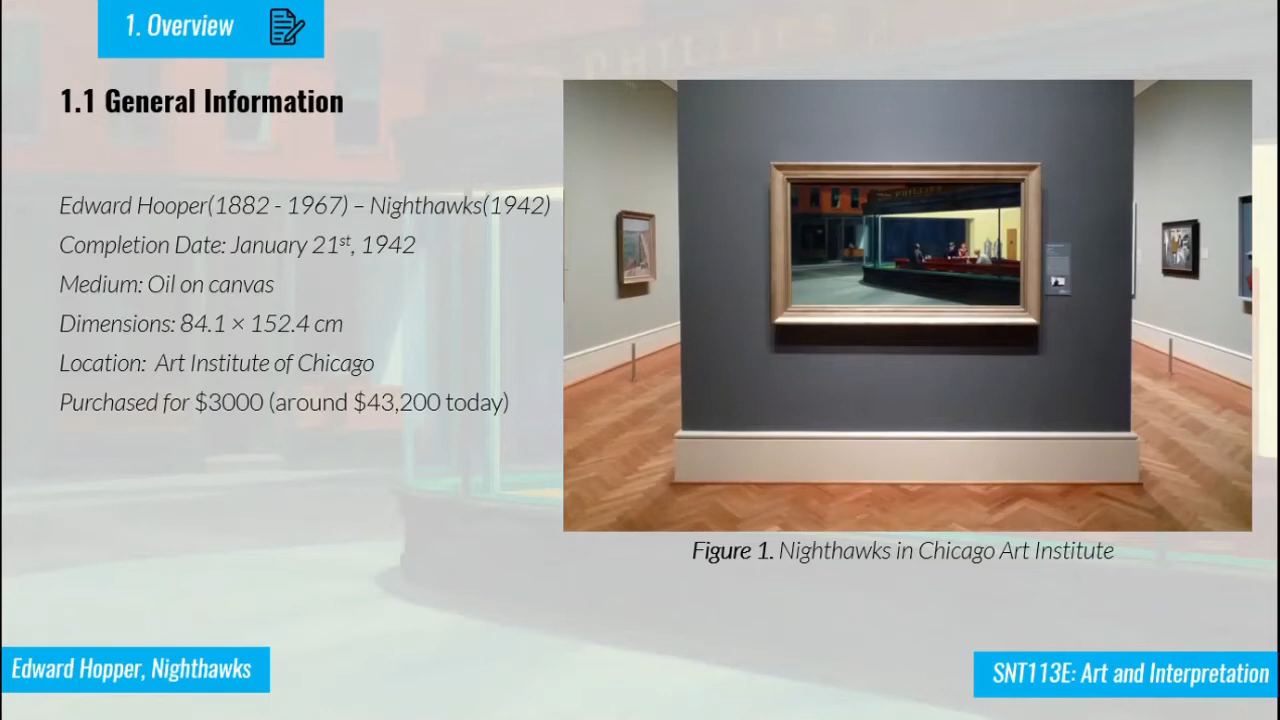 1. Overview
1.1 General Information
Edward Hooper(1882 - 1967) – Nighthawks(1942)
Completion Date: January 21st, 1942
Medium: Oil on canvas
Dimensions: 84.1 × 152.4 cm
Location: Art Institute of Chicago
Purchased for $3000 (around $43,200 today)
PHILLIES
Figure 1. Nighthawks in Chicago Art Institute
Edward Hopper, Nighthawks
SNT113E: Art and Interpretation